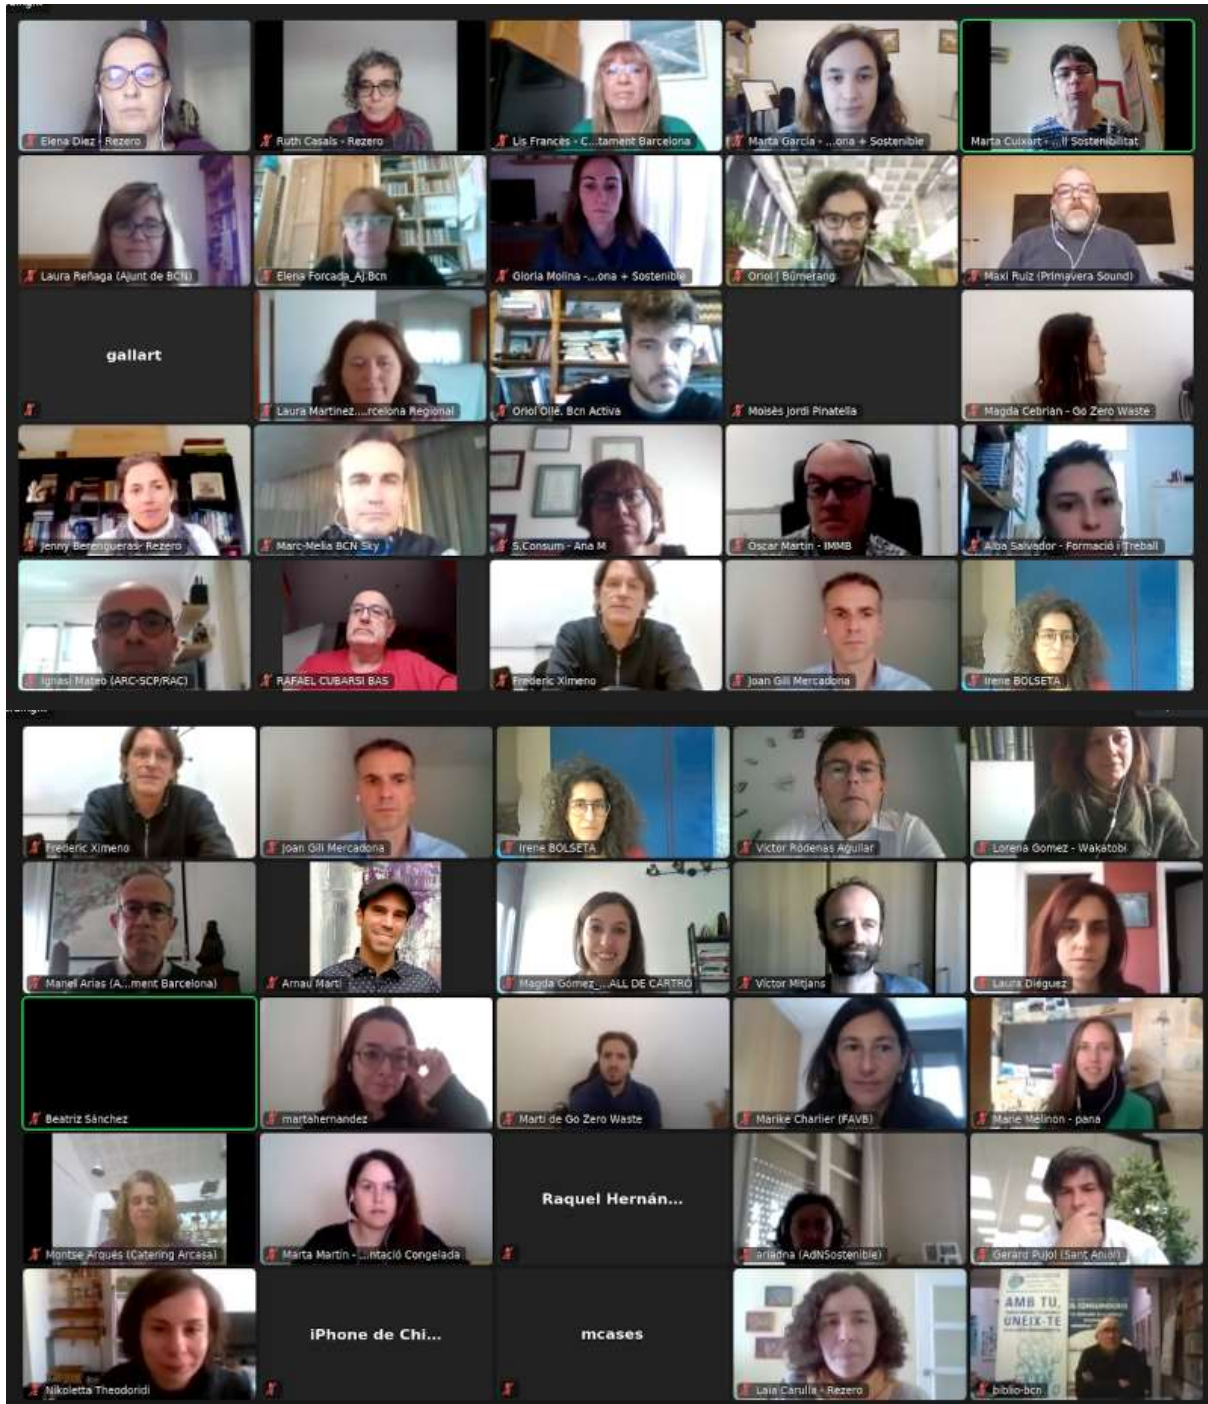 Elena Diez - Rezero
Ruth Casals - Rezero
Lis Francès - C...tament Barcelona
Marta Garcia - ...ona + Sostenible
Marta Cuixart - ...ll Sostenibilitat
Laura Reñaga (Ajunt de BCN)
Elena Forcada_Aj.Bcn
Gloria Molina -...ona + Sostenible
Oriol | Bûmerang
Maxi Ruiz (Primavera Sound)
gallart
Laura Martinez....rcelona Regional
Oriol Ollé. Bcn Activa
Moisès Jordi Pinatella
Magda Cebrian - Go Zero Waste
Jenny Berengueras- Rezero
Marc-Melia BCN Sky
S.Consum - Ana M
Oscar Martin - IMMB
Alba Salvador - Formació i Treball
Ignasi Mateo (ARC-SCP/RAC)
RAFAEL CUBARSI BAS
Frederic Ximeno
Joan Gili Mercadona
Irene BOLSETA
Frederic Ximeno
Joan Gili Mercadona
Irene BOLSETA
Victor Ródenas Aguilar
Lorena Gomez - Wakatobi
Manel Arias (A...ment Barcelona)
Arnau Marti
Magda Gómez_...ALL DE CARTRÓ
Victor Mitjans
Laura Diéguez
Beatriz Sánchez
martahernandez
Martí de Go Zero Waste
Marike Charlier (FAVB)
Marie Mélinon - pana
Montse Arqués (Catering Arcasa)
Marta Martín - ...ntació Congelada
Raquel Hernán...
ariadna (AdNSostenible)
Gerard Pujol (Sant Aniol)
Nikoletta Theodoridi
iPhone de Chi...
mcases
Laia Carulla - Rezero
AMB TU,
UNEIX-TE
biblio-bcn